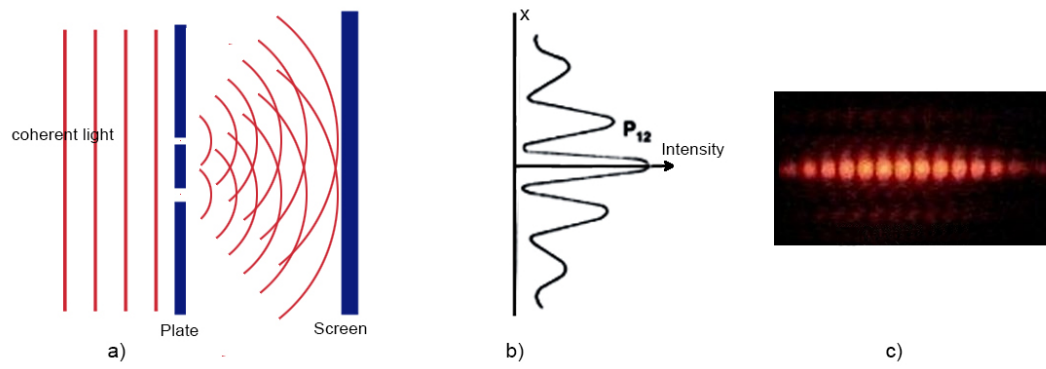 coherent light
Plate
Screen
a)
x
P12
Intensity
b)
c)